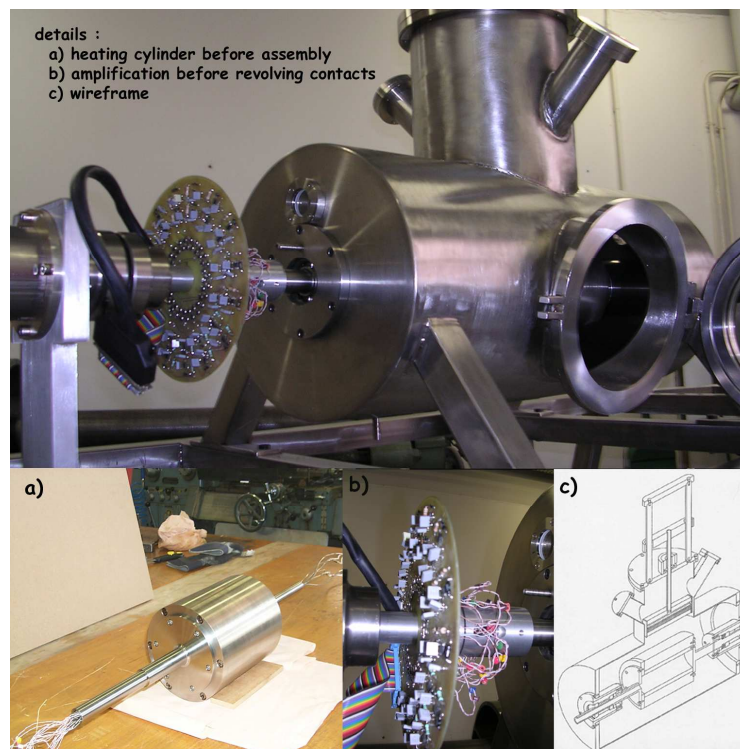 details :
a) heating cylinder before assembly
b) amplification before revolving contacts
c) wireframe
a)
b)
c)